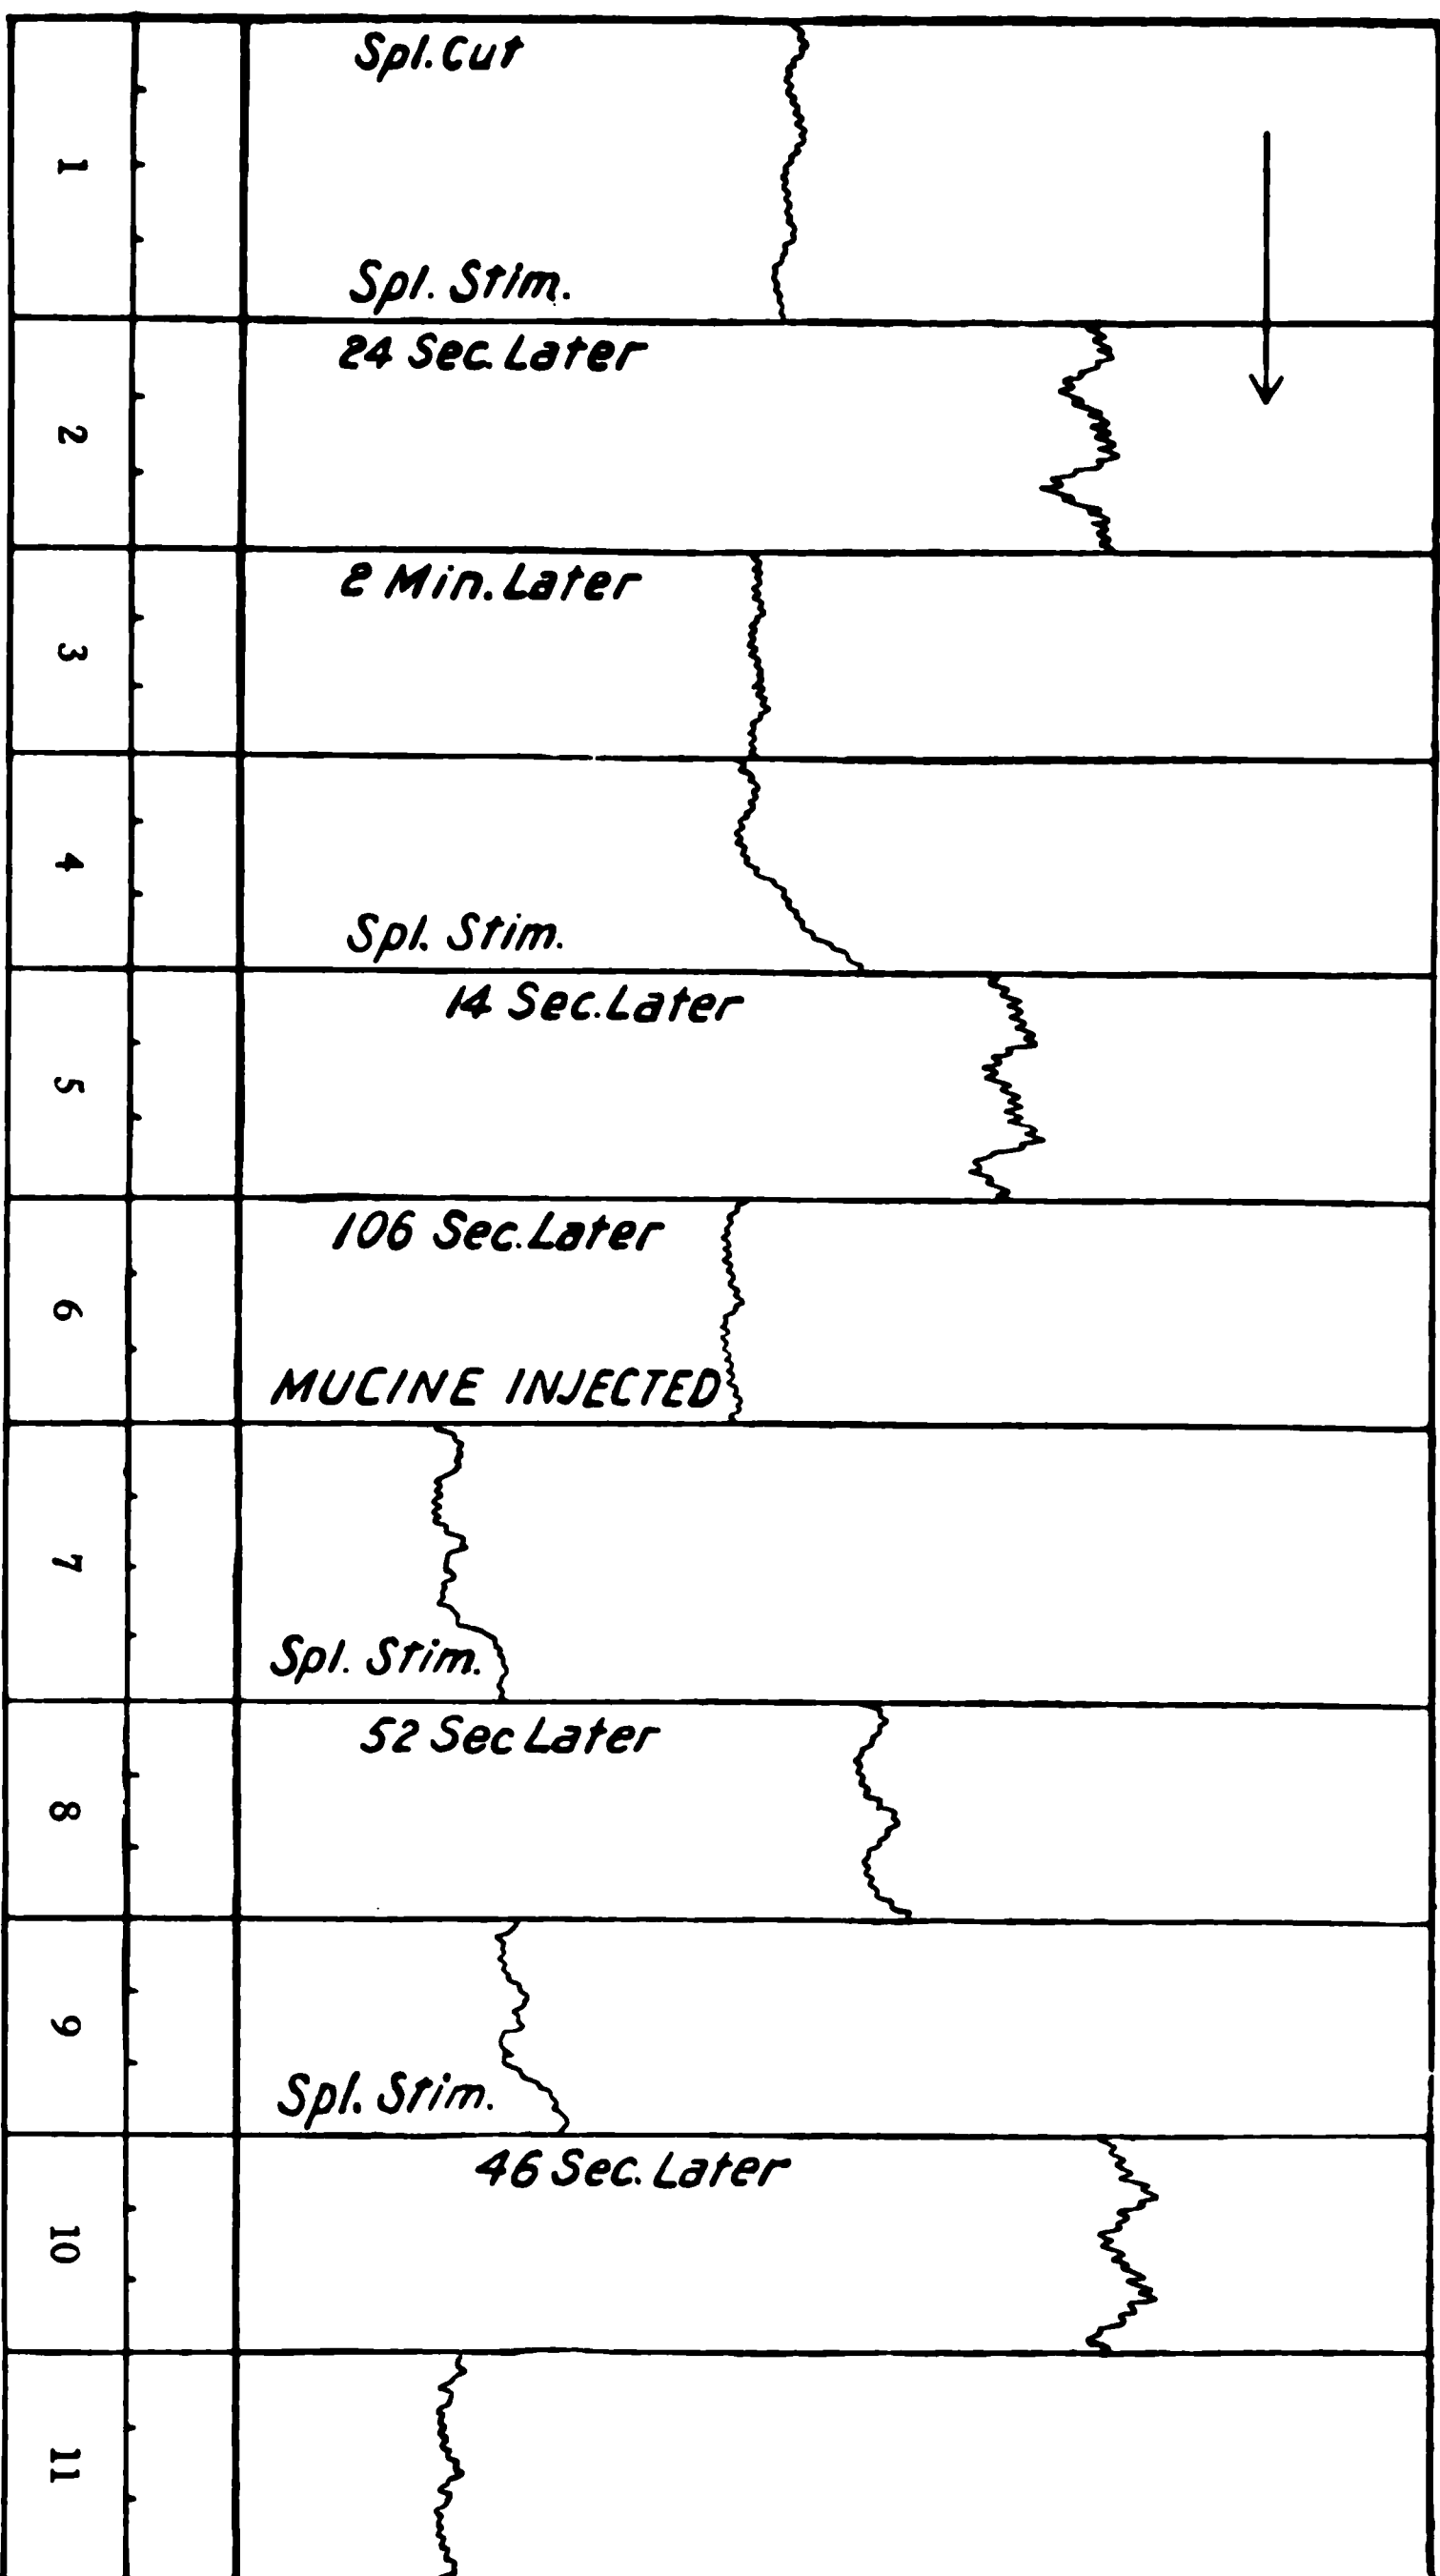 Spl. Cut
1
Spl. Stim.
24 Sec. Later
2
8 Min. Later
3
4
Spl. Stim.
14 Sec. Later
5
106 Sec. Later
6
MUCINE INJECTED
7
Spl. Stim.
52 Sec Later
8
9
Spl. Stim.
46 Sec. Later
10
11